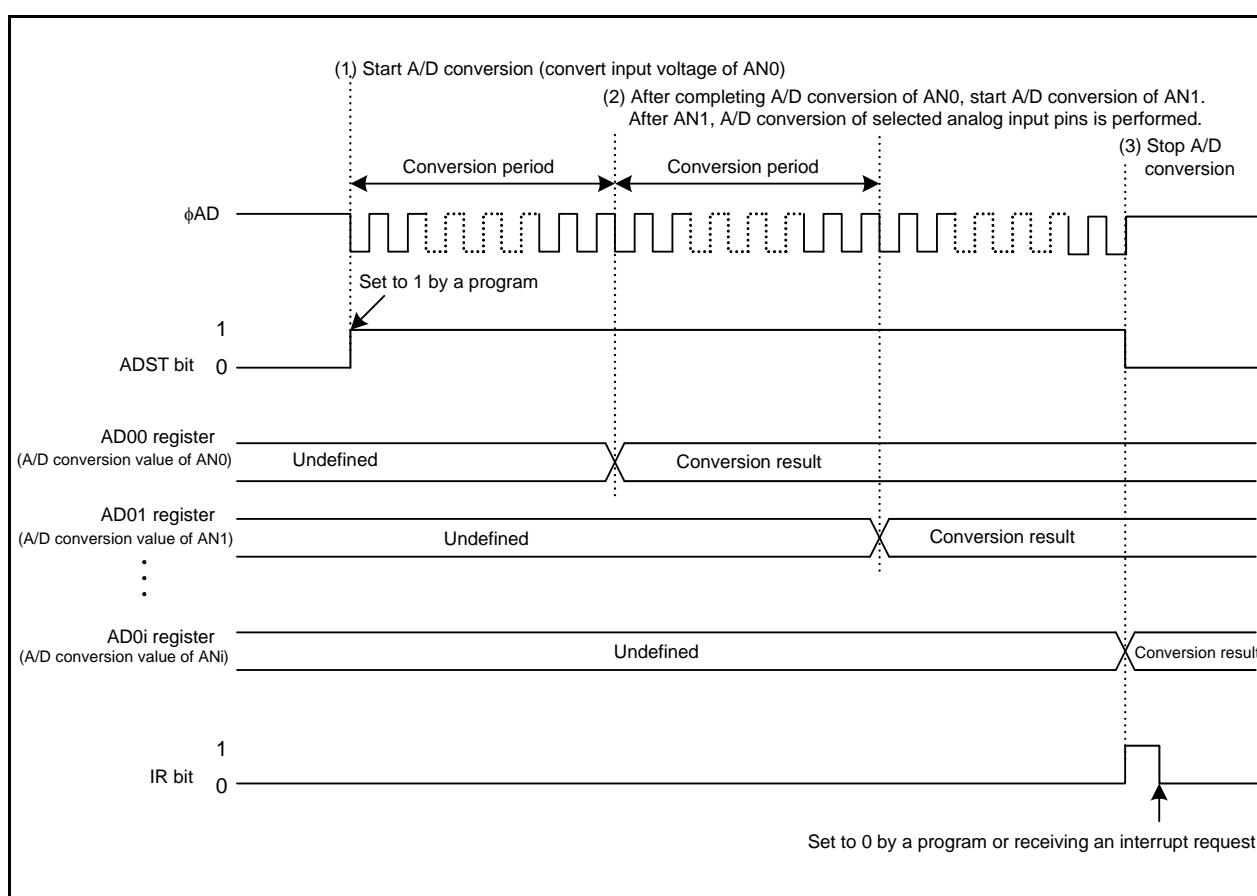 (1) Start A/D conversion (convert input voltage of AN0)
(2) After completing A/D conversion of AN0, start A/D conversion of AN1.
After AN1, A/D conversion of selected analog input pins is performed.
(3) Stop A/D
conversion
Conversion period
Conversion period
ϕAD
Set to 1 by a program
1
ADST bit 0
AD00 register
(A/D conversion value of AN0)
Undefined
Conversion result
AD01 register
(A/D conversion value of AN1)
Undefined
Conversion result
AD0i register
(A/D conversion value of ANi)
Undefined
Conversion result
1
IR bit 0
Set to 0 by a program or receiving an interrupt request